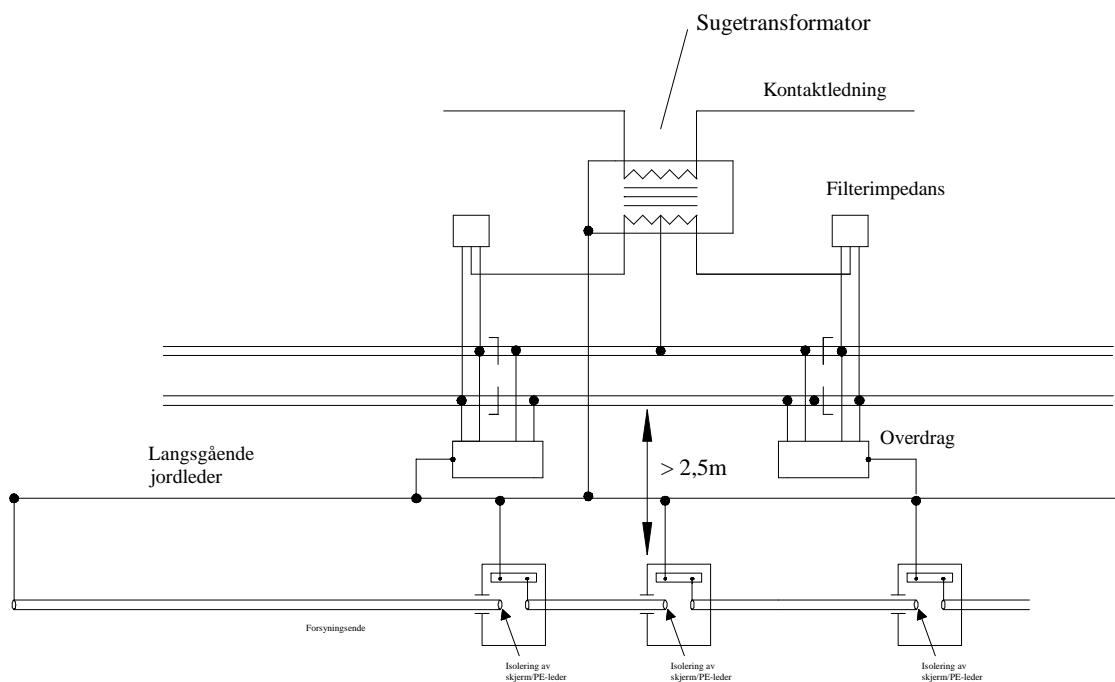 Sugetransformator
Kontaktledning
Filterimpedans
Langsgående
jordleder
Overdrag
> 2,5m
Forsyningsende
Isolering av
skjerm/PE-leder
Isolering av
skjerm/PE-leder
Isolering av
skjerm/PE-leder